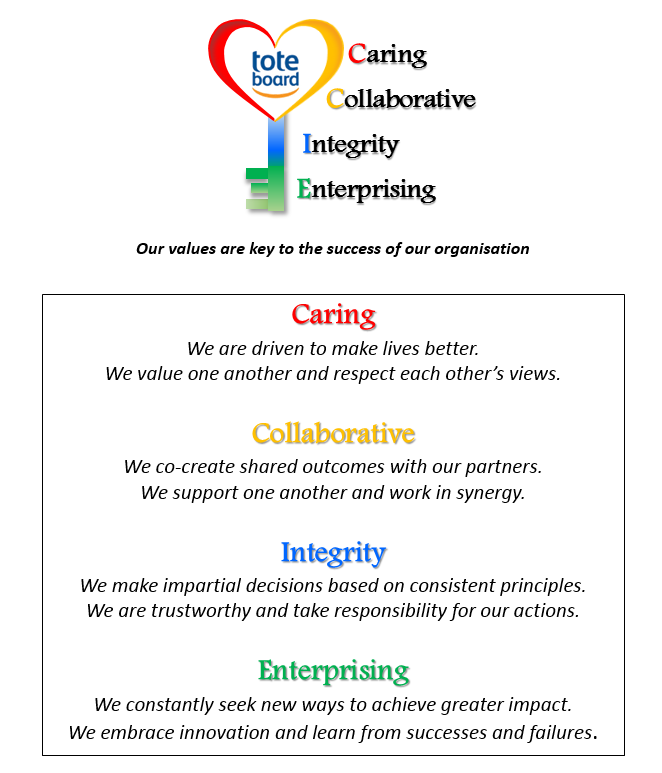 tote
board
Caring
Collaborative
Integrity
Enterprising
Our values are key to the success of our organisation
Caring
We are driven to make lives better.
We value one another and respect each other’s views.
Collaborative
We co-create shared outcomes with our partners.
We support one another and work in synergy.
Integrity
We make impartial decisions based on consistent principles.
We are trustworthy and take responsibility for our actions.
Enterprising
We constantly seek new ways to achieve greater impact.
We embrace innovation and learn from successes and failures.